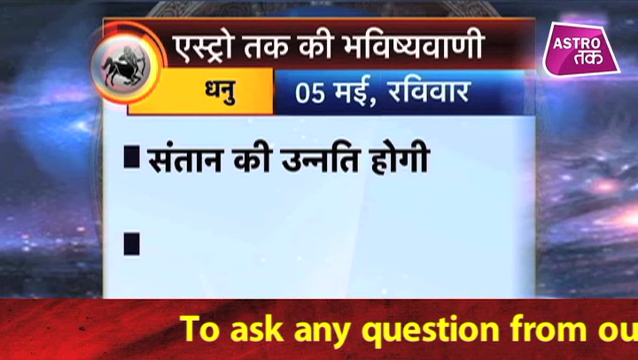 एस्ट्रो तक की भविष्यवाणी
ASTRO
तक
धनु
05 मई, रविवार
संतान की उन्नति होगी
To ask any question from ou